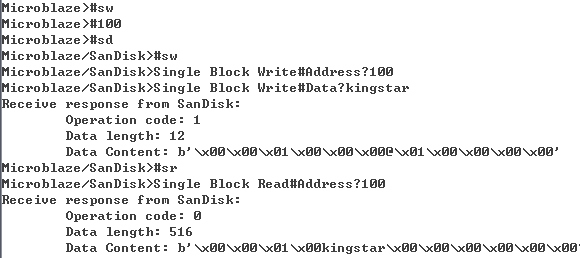 Microblaze>#sw
Microblaze>#100
Microblaze>#sd
Microblaze/SanDisk>#sw
Microblaze/SanDisk>Single Block Write#Address?100
Microblaze/SanDisk>Single Block Write#Data?kingstar
Receive response from SanDisk:
        Operation code: 1
        Data length: 12
        Data Content: b'\x00\x00\x01\x00\x00\x00@\x01\x00\x00\x00\x00'
Microblaze/SanDisk>#sr
Microblaze/SanDisk>Single Block Read#Address?100
Receive response from SanDisk:
        Operation code: 0
        Data length: 516
        Data Content: b'\x00\x00\x01\x00kingstar\x00\x00\x00\x00\x00\x00